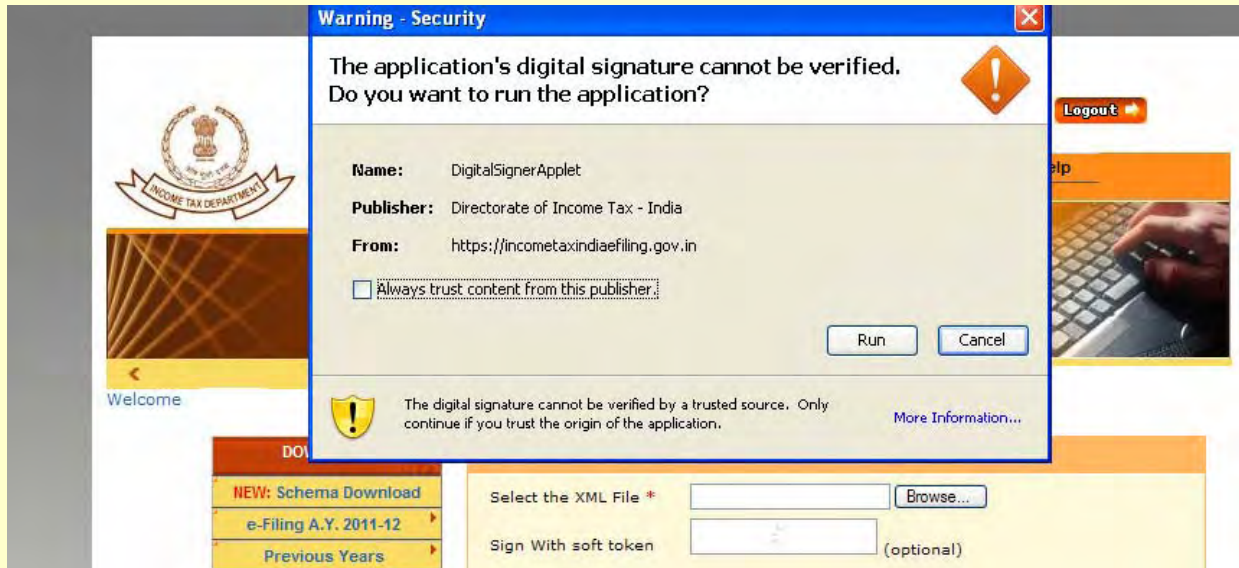 Warning - Security
The application's digital signature cannot be verified.
Do you want to run the application?
Logout
INCOME TAX DEPARTMENT
Name: DigitalSignerApplet
Publisher: Directorate of Income Tax - India
From: https://incometaxindiaefiling.gov.in
Always trust content from this publisher.
Run Cancel
The digital signature cannot be verified by a trusted source. Only
continue if you trust the origin of the application.
More Information...
Welcome
NEW: Schema Download
e-Filing A.Y. 2011-12
Previous Years
Select the XML File * Browse...
Sign With soft token (optional)